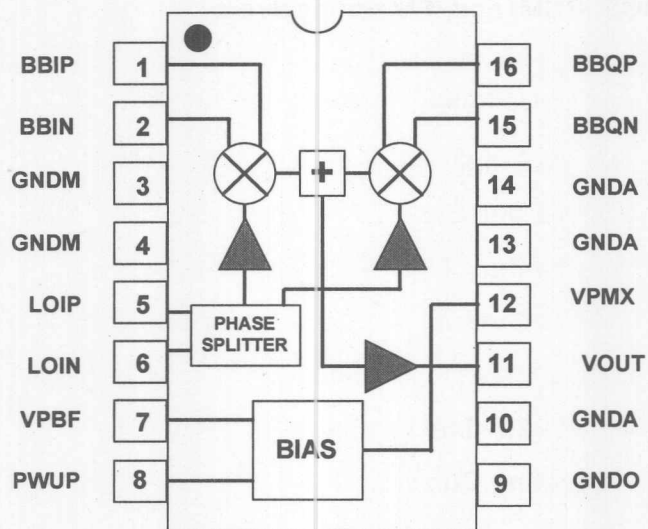 BBIP 1
BBIN 2
GNDM 3
GNDM 4
LOIP 5
LOIN 6
VPBF 7
PWUP 8
+
PHASE
SPLITTER
BIAS
16 BBQP
15 BBQN
14 GNDA
13 GNDA
12 VPMX
11 VOUT
10 GNDA
9 GNDO